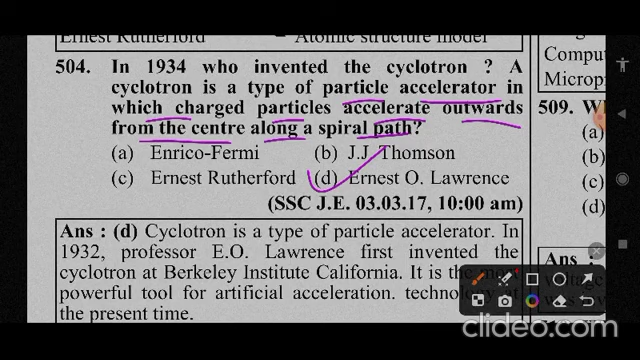 Ernest Rutherford – Atomic structure model
504. In 1934 who invented the cyclotron ? A
cyclotron is a type of particle accelerator in
which charged particles accelerate outwards
from the centre along a spiral path?
(a) Enrico-Fermi (b) J.J. Thomson
(c) Ernest Rutherford (d) Ernest O. Lawrence
(SSC J.E. 03.03.17, 10:00 am)
Ans : (d) Cyclotron is a type of particle accelerator. In
1932, professor E.O. Lawrence first invented the
cyclotron at Berkeley Institute California. It is the most
powerful tool for artificial acceleration. technology at
the present time.
Comput
Microp
509. W
(a)
(b)
(c)
(d)
Ans :
clideo.com